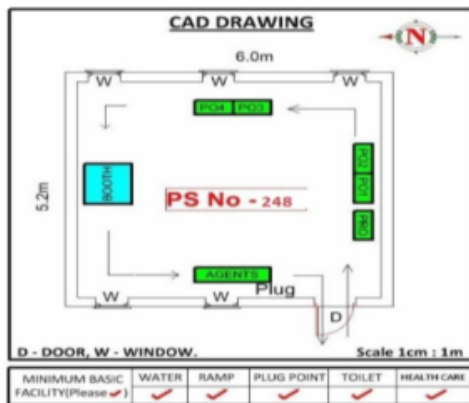 CAD DRAWING
N
6.0m
W W W
PO4 PO3
5.2m
BOOTH
PO2
PO1
PRO
PS No - 248
AGENTS
Plug
W W
D
D - DOOR, W - WINDOW. Scale 1cm : 1m
MINIMUM BASIC FACILITY(Please ✓) WATER RAMP PLUG POINT TOILET HEALTH CARE
✓ ✓ ✓ ✓ ✓